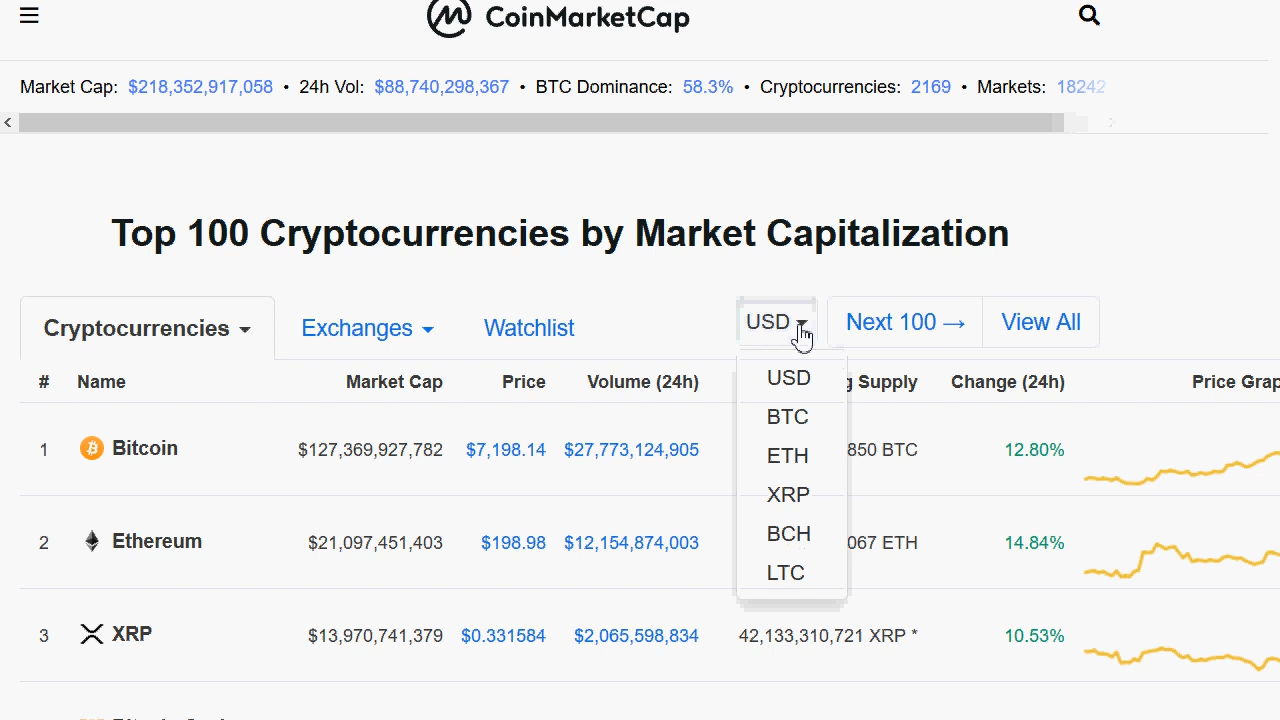 CoinMarketCap
Market Cap: $218,352,917,058 • 24h Vol: $88,740,298,367 • BTC Dominance: 58.3% • Cryptocurrencies: 2169 • Markets: 18242
Top 100 Cryptocurrencies by Market Capitalization
Cryptocurrencies Exchanges Watchlist USD Next 100 → View All
# Name Market Cap Price Volume (24h) Supply Change (24h) Price
USD
BTC
ETH
XRP
BCH
LTC
1 Bitcoin $127,369,927,782 $7,198.14 $27,773,124,905 850 BTC 12.80%
2 Ethereum $21,097,451,403 $198.98 $12,154,874,003 067 ETH 14.84%
3 XRP $13,970,741,379 $0.331584 $2,065,598,834 42,133,310,721 XRP * 10.53%